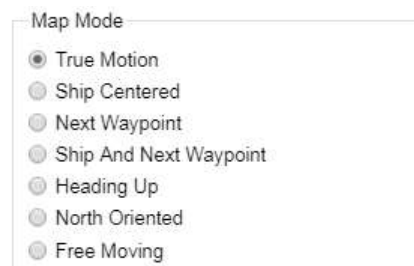 Map Mode
True Motion
Ship Centered
Next Waypoint
Ship And Next Waypoint
Heading Up
North Oriented
Free Moving